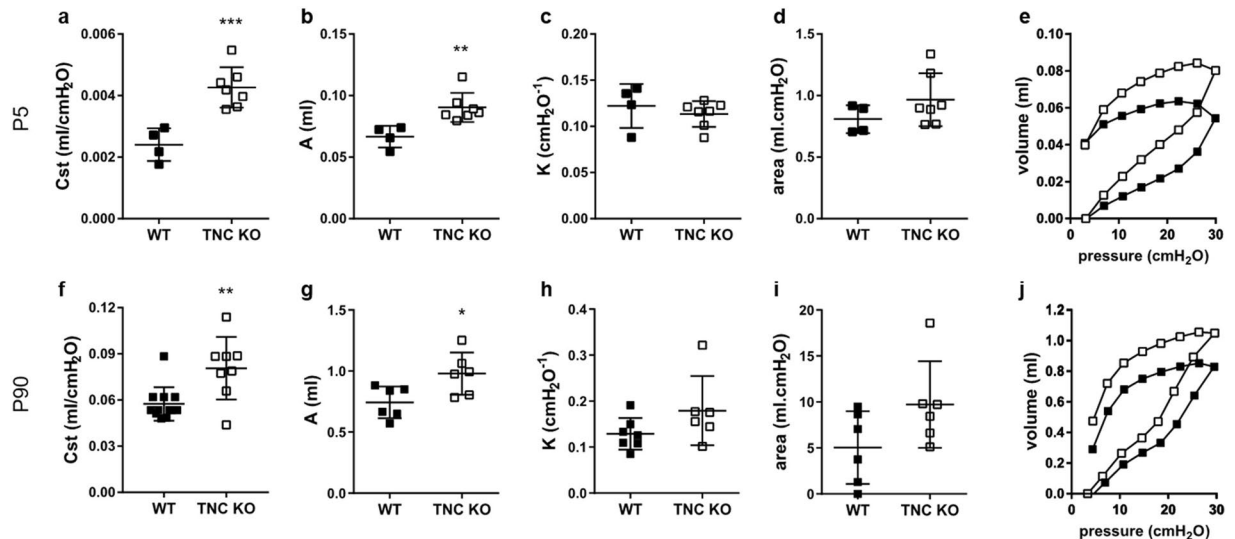 a
***
Cst (ml/cmH₂O)
0.006
0.004
0.002
0.000
WT
TNC KO
b
**
A (ml)
0.15
0.10
0.05
0.00
WT
TNC KO
c
K (cmH₂O⁻¹)
0.20
0.15
0.10
0.05
0.00
WT
TNC KO
d
area (ml.cmH₂O)
1.5
1.0
0.5
0.0
WT
TNC KO
e
volume (ml)
0.10
0.08
0.06
0.04
0.02
0.00
0
10
20
30
pressure (cmH₂O)
P5
f
**
Cst (ml/cmH₂O)
0.12
0.09
0.06
0.03
0.00
WT
TNC KO
g
*
A (ml)
1.5
1.0
0.5
0.0
WT
TNC KO
h
K (cmH₂O⁻¹)
0.4
0.3
0.2
0.1
0.0
WT
TNC KO
i
area (ml.cmH₂O)
20
15
10
5
0
WT
TNC KO
j
volume (ml)
1.2
1.0
0.8
0.6
0.4
0.2
0.0
0
10
20
30
pressure (cmH₂O)
P90